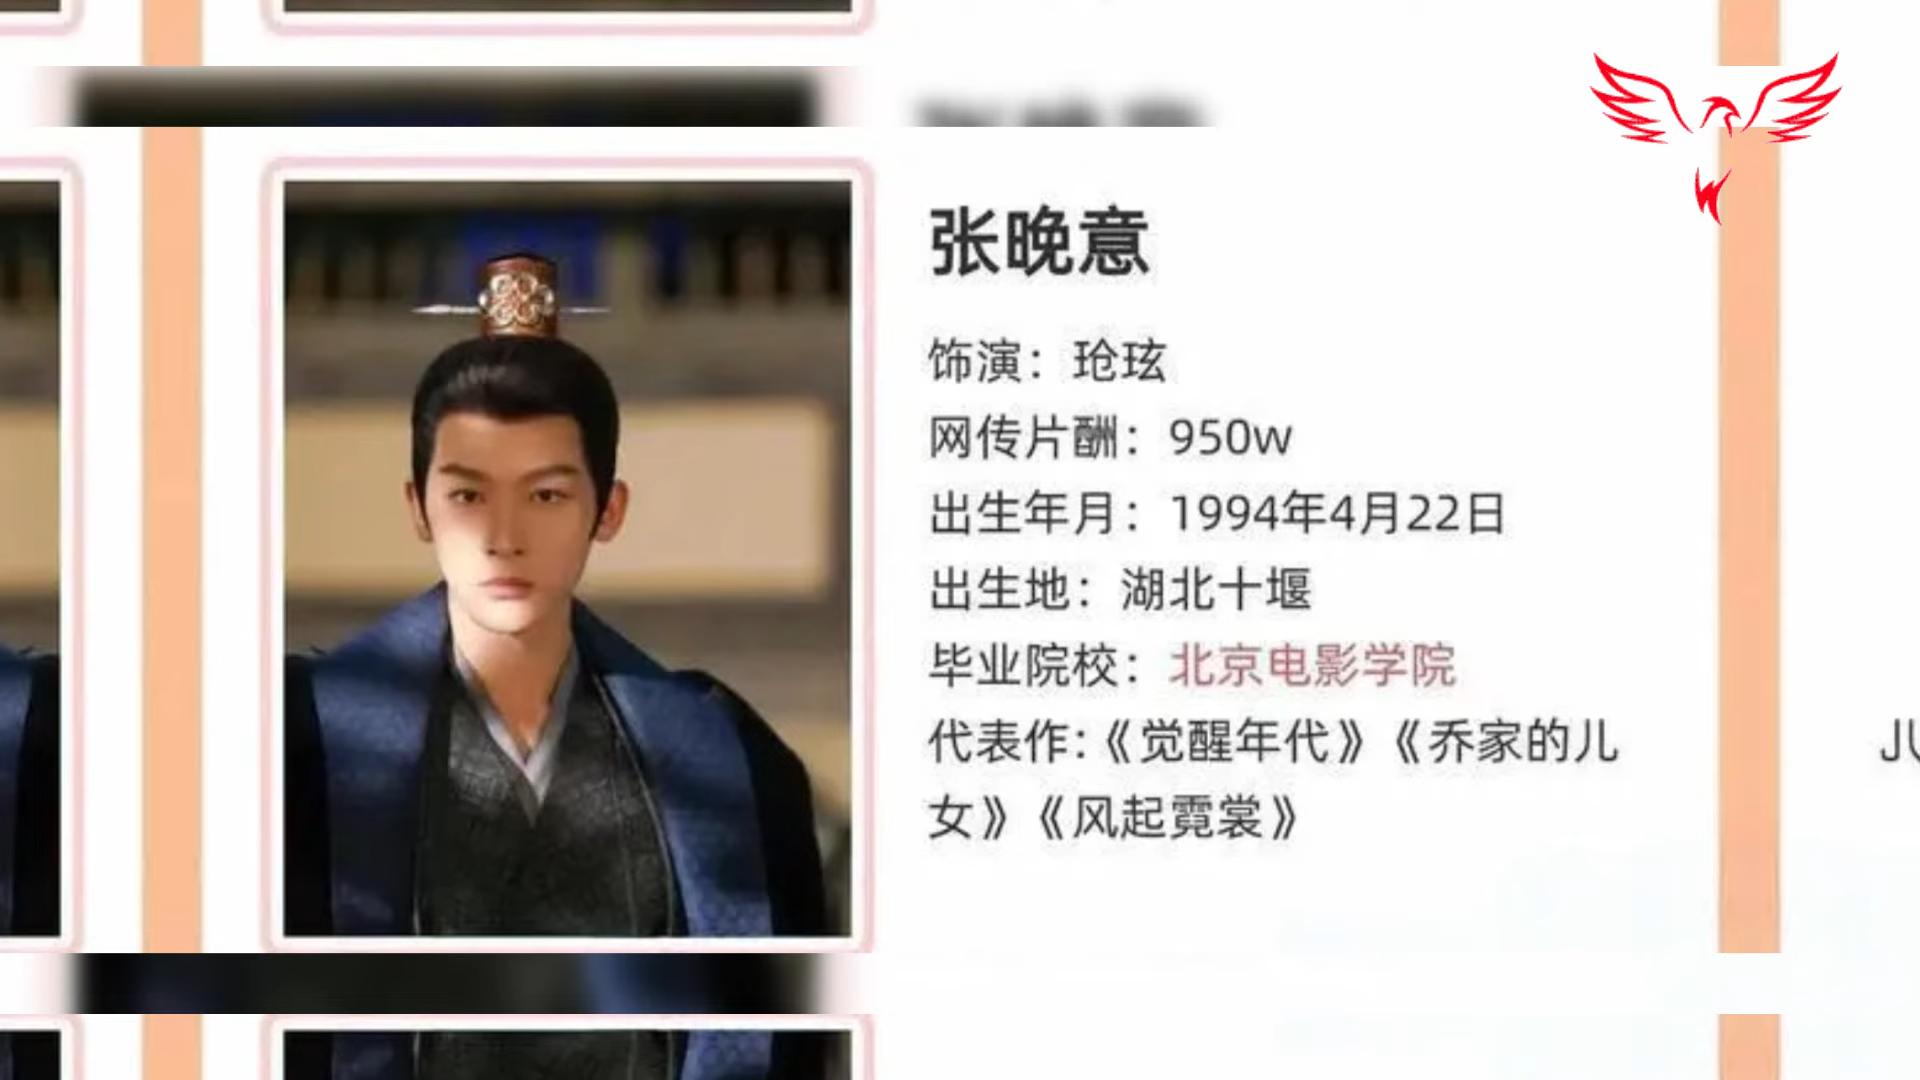 张晚意
饰演：玱玹
网传片酬：950w
出生年月：1994年4月22日
出生地：湖北十堰
毕业院校：北京电影学院
代表作:《觉醒年代》《乔家的儿
女》《风起霓裳》